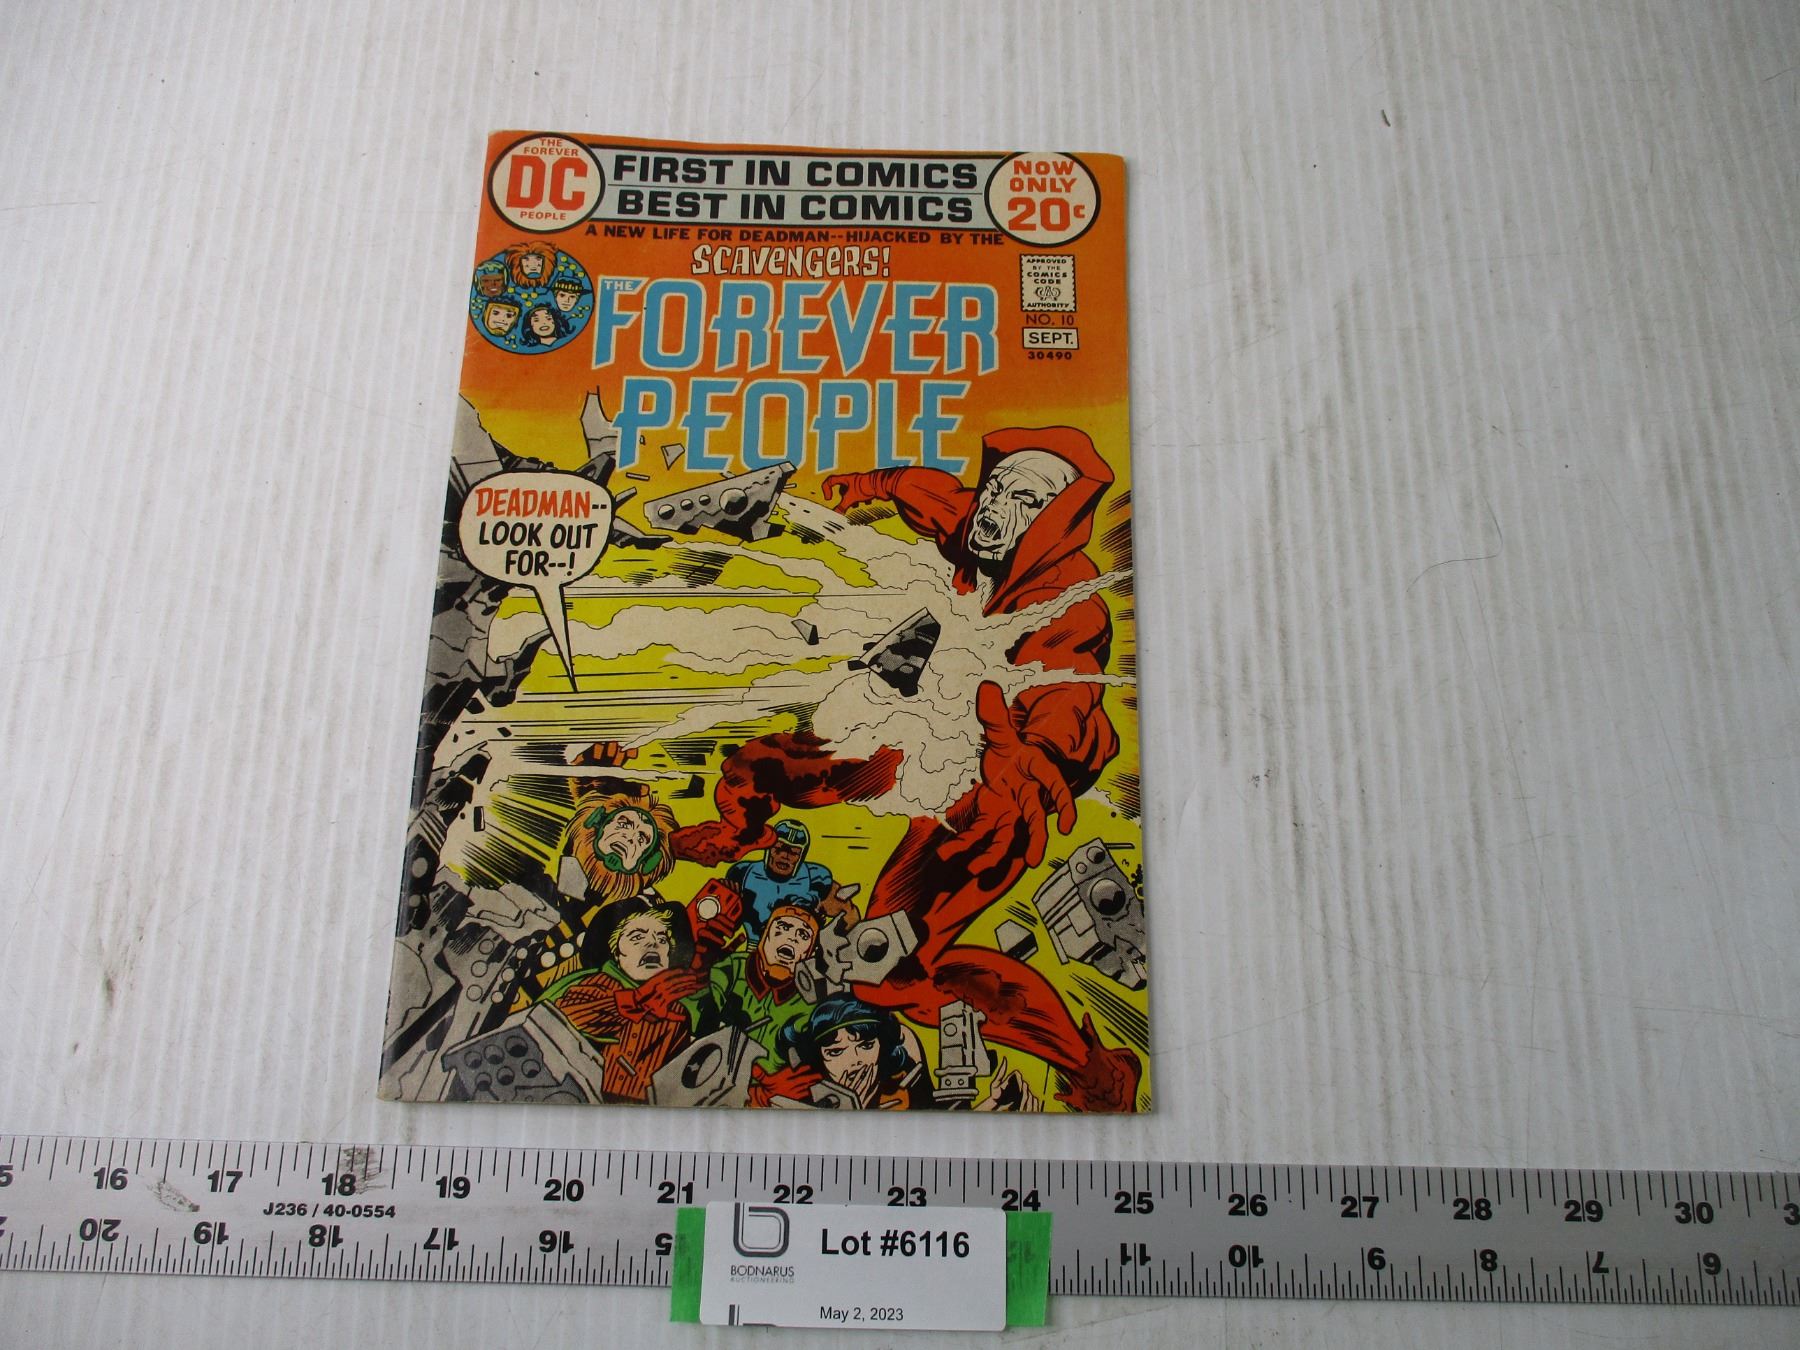 THE
FOREVER
DC
PEOPLE
FIRST IN COMICS
BEST IN COMICS
NOW
ONLY
20¢
A NEW LIFE FOR DEADMAN--HIJACKED BY THE
SCAVENGERS!
APPROVED
BY THE
COMICS
CODE
AUTHORITY
NO. 10
SEPT.
30490
THE
FOREVER
PEOPLE
DEADMAN--
LOOK OUT
FOR--!
16 17 18 19 20 21 22 23 24 25 26 27 28 29 30
J236 / 40-0554
20 19 18 17 16 15 11 10 9 8 7 6
Lot #6116
BODNARUS
AUCTIONEERING
May 2, 2023